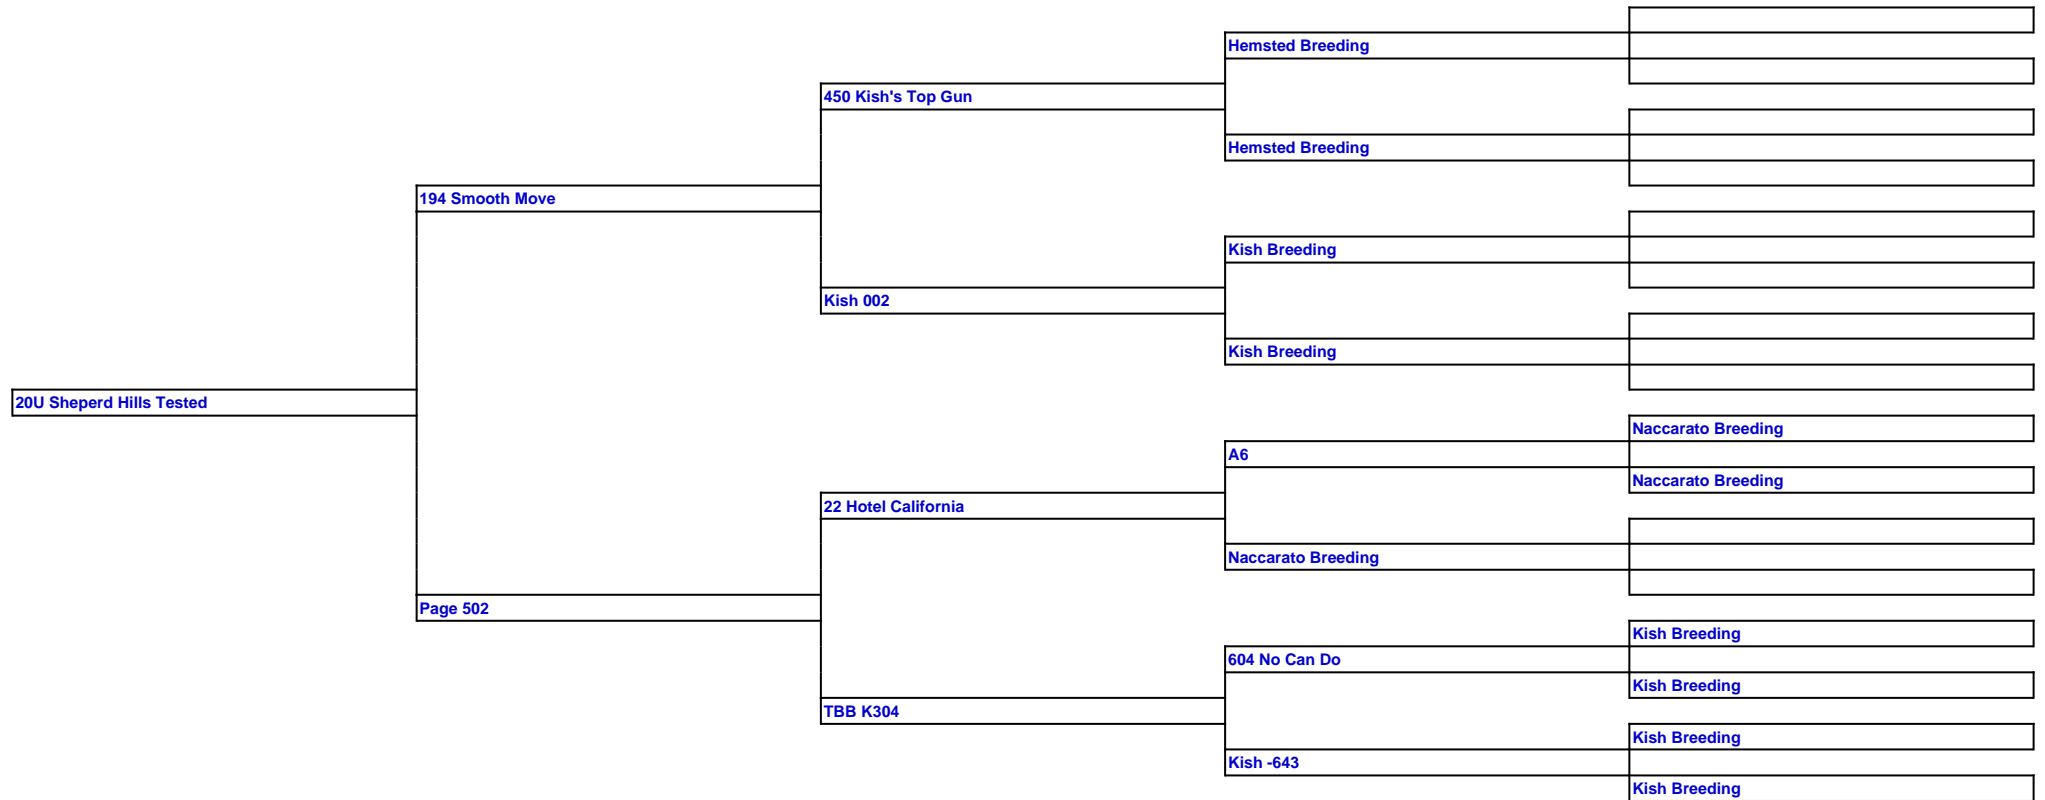 Hemsted Breeding
450 Kish's Top Gun
Hemsted Breeding
194 Smooth Move
Kish Breeding
Kish 002
Kish Breeding
20U Sheperd Hills Tested
Naccarato Breeding
A6
Naccarato Breeding
22 Hotel California
Naccarato Breeding
Page 502
Kish Breeding
604 No Can Do
Kish Breeding
TBB K304
Kish Breeding
Kish -643
Kish Breeding